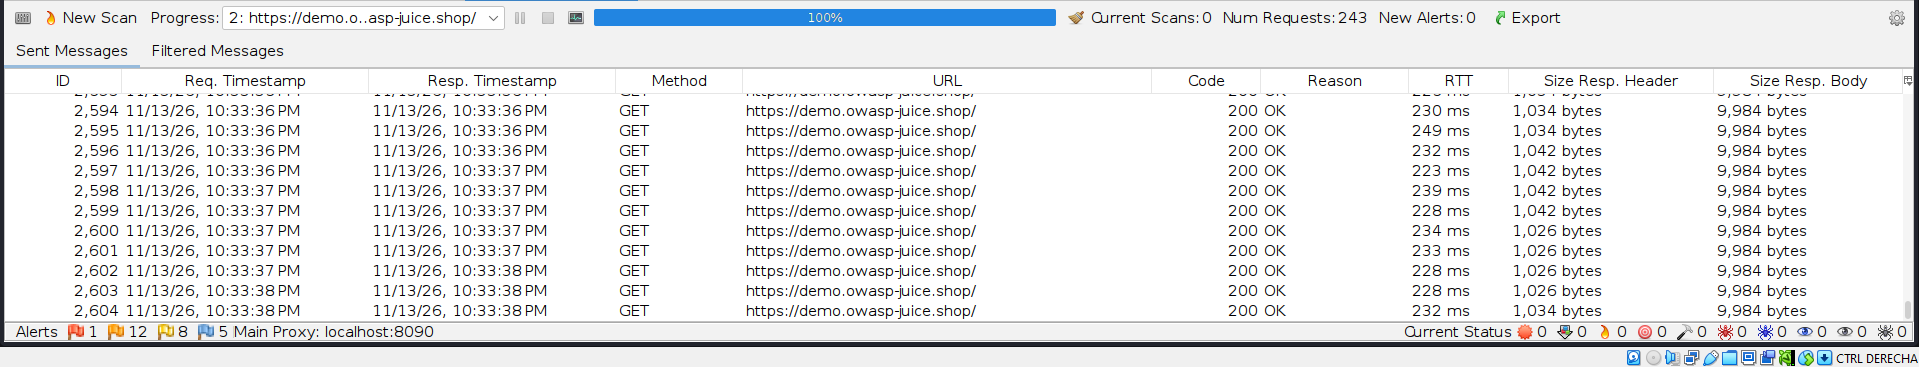 New Scan Progress: 2: https://demo.o..asp-juice.shop/ 100% Current Scans: 0 Num Requests: 243 New Alerts: 0 Export
Sent Messages Filtered Messages
ID Req. Timestamp Resp. Timestamp Method URL Code Reason RTT Size Resp. Header Size Resp. Body
2,594 11/13/26, 10:33:36 PM 11/13/26, 10:33:36 PM GET https://demo.owasp-juice.shop/ 200 OK 230 ms 1,034 bytes 9,984 bytes
2,595 11/13/26, 10:33:36 PM 11/13/26, 10:33:36 PM GET https://demo.owasp-juice.shop/ 200 OK 249 ms 1,034 bytes 9,984 bytes
2,596 11/13/26, 10:33:36 PM 11/13/26, 10:33:36 PM GET https://demo.owasp-juice.shop/ 200 OK 232 ms 1,042 bytes 9,984 bytes
2,597 11/13/26, 10:33:36 PM 11/13/26, 10:33:37 PM GET https://demo.owasp-juice.shop/ 200 OK 223 ms 1,042 bytes 9,984 bytes
2,598 11/13/26, 10:33:37 PM 11/13/26, 10:33:37 PM GET https://demo.owasp-juice.shop/ 200 OK 239 ms 1,042 bytes 9,984 bytes
2,599 11/13/26, 10:33:37 PM 11/13/26, 10:33:37 PM GET https://demo.owasp-juice.shop/ 200 OK 228 ms 1,042 bytes 9,984 bytes
2,600 11/13/26, 10:33:37 PM 11/13/26, 10:33:37 PM GET https://demo.owasp-juice.shop/ 200 OK 234 ms 1,026 bytes 9,984 bytes
2,601 11/13/26, 10:33:37 PM 11/13/26, 10:33:37 PM GET https://demo.owasp-juice.shop/ 200 OK 233 ms 1,026 bytes 9,984 bytes
2,602 11/13/26, 10:33:37 PM 11/13/26, 10:33:38 PM GET https://demo.owasp-juice.shop/ 200 OK 228 ms 1,026 bytes 9,984 bytes
2,603 11/13/26, 10:33:38 PM 11/13/26, 10:33:38 PM GET https://demo.owasp-juice.shop/ 200 OK 228 ms 1,026 bytes 9,984 bytes
2,604 11/13/26, 10:33:38 PM 11/13/26, 10:33:38 PM GET https://demo.owasp-juice.shop/ 200 OK 232 ms 1,034 bytes 9,984 bytes
Alerts 1 12 8 5 Main Proxy: localhost:8090 Current Status 0 0 0 0 0 0 0 0 0 0
CTRL DERECHA